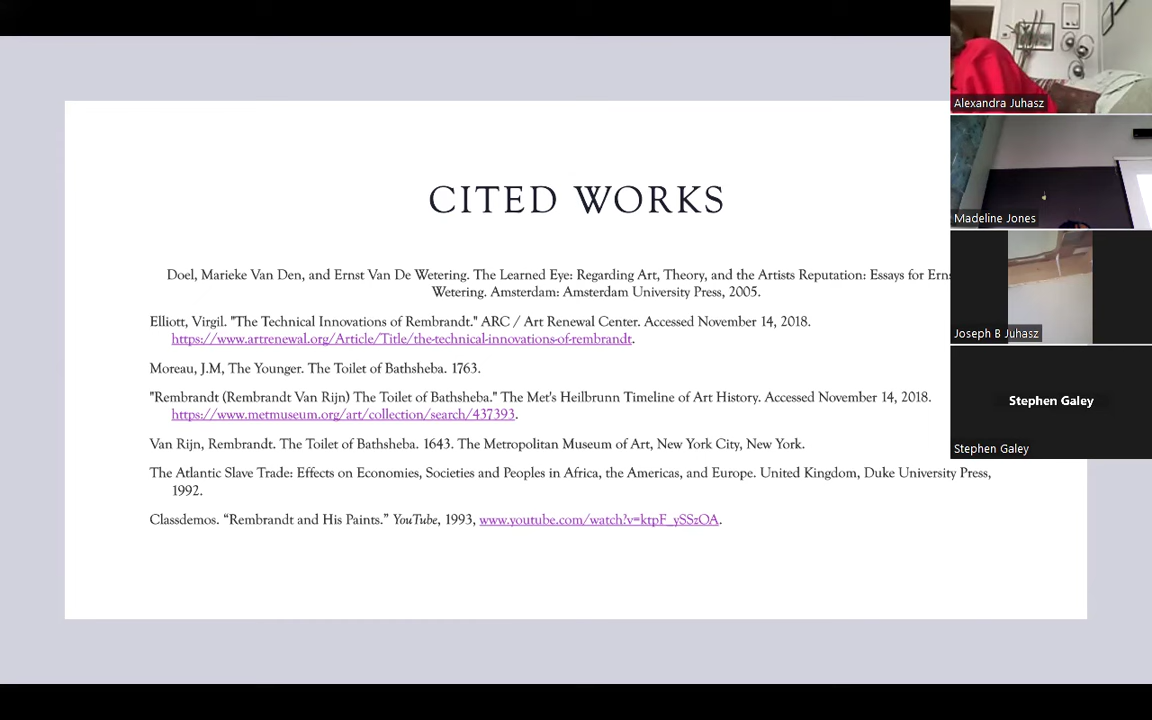 CITED WORKS
Doel, Marieke Van Den, and Ernst Van De Wetering. The Learned Eye: Regarding Art, Theory, and the Artists Reputation: Essays for
Wetering. Amsterdam: Amsterdam University Press, 2005.
Elliott, Virgil. "The Technical Innovations of Rembrandt." ARC / Art Renewal Center. Accessed November 14, 2018.
https://www.artrenewal.org/Article/Title/the-technical-innovations-of-rembrandt.
Moreau, J.M, The Younger. The Toilet of Bathsheba. 1763.
"Rembrandt (Rembrandt Van Rijn) The Toilet of Bathsheba." The Met's Heilbrunn Timeline of Art History. Accessed November 14, 2018.
https://www.metmuseum.org/art/collection/search/437393.
Van Rijn, Rembrandt. The Toilet of Bathsheba. 1643. The Metropolitan Museum of Art, New York City, New York.
The Atlantic Slave Trade: Effects on Economies, Societies and Peoples in Africa, the Americas, and Europe. United Kingdom, Duke University Press,
1992.
Classdemos. “Rembrandt and His Paints.” YouTube, 1993, www.youtube.com/watch?v=ktpF_ySSzOA.
Alexandra Juhasz
Madeline Jones
Joseph B Juhasz
Stephen Galey
Stephen Galey